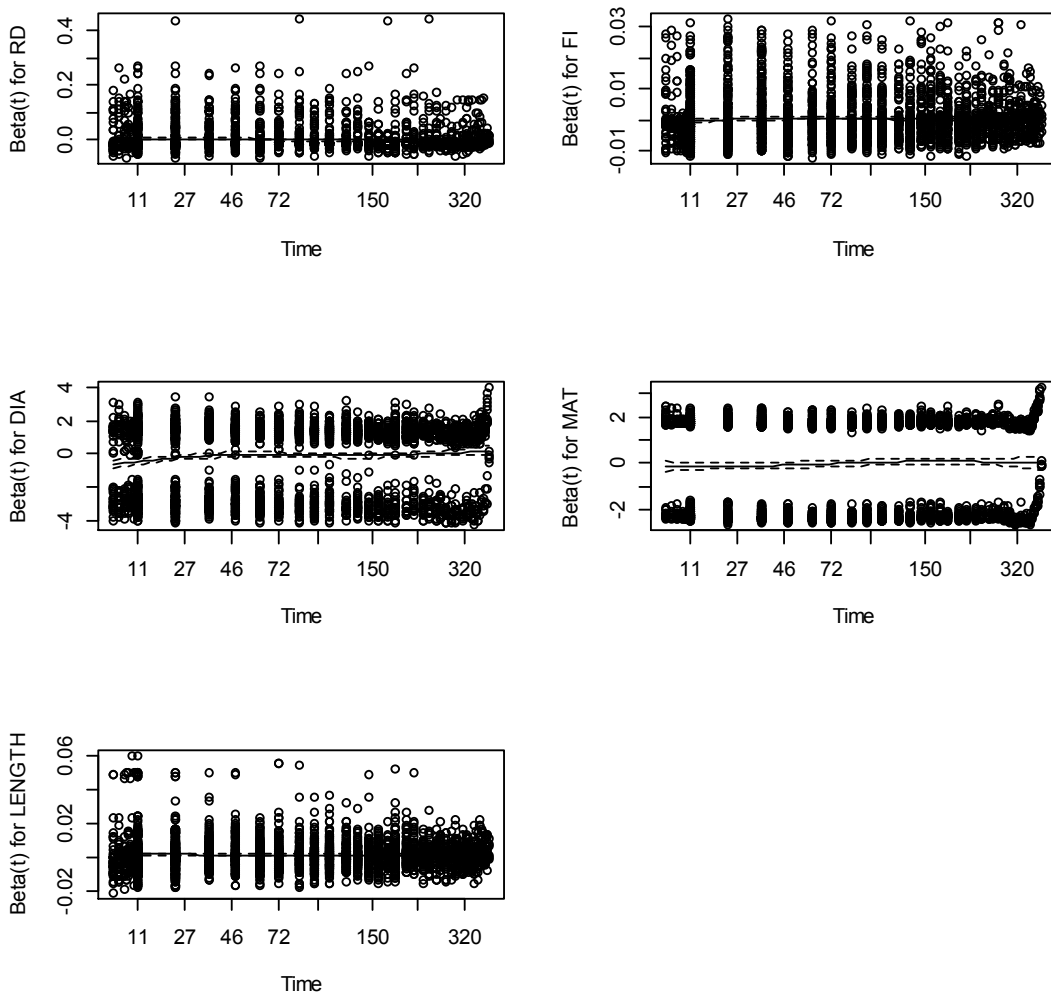 Beta(t) for RD
0.4
0.2
0.0
11 27 46 72 150 320
Time
Beta(t) for FI
0.03
0.01
-0.01
11 27 46 72 150 320
Time
Beta(t) for DIA
4
2
0
-4
11 27 46 72 150 320
Time
Beta(t) for MAT
2
0
-2
11 27 46 72 150 320
Time
Beta(t) for LENGTH
0.06
0.02
-0.02
11 27 46 72 150 320
Time